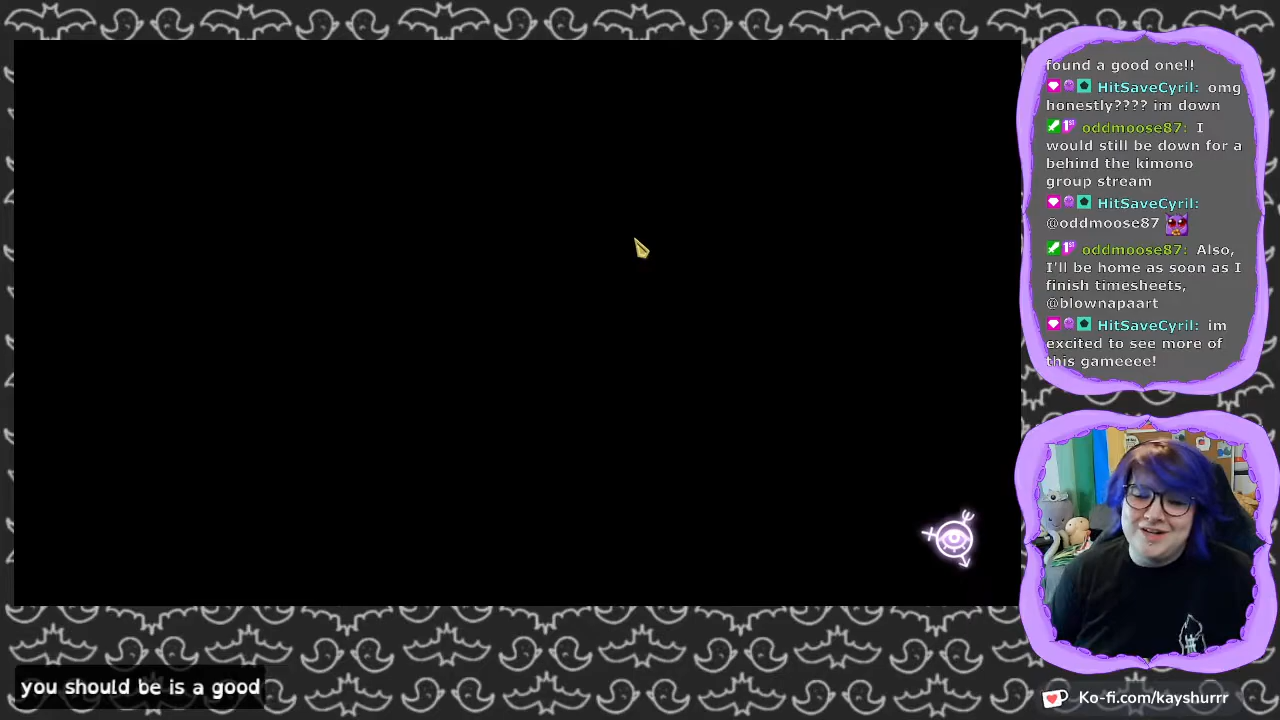 found a good one!!
HitSaveCyril: omg
honestly???? im down
oddmoose87: I
would still be down for a
behind the kimono
group stream
HitSaveCyril:
@oddmoose87
oddmoose87: Also,
I'll be home as soon as I
finish timesheets,
@blownapaart
HitSaveCyril: im
excited to see more of
this gameeee!
you should be is a good
Ko-fi.com/kayshurrr